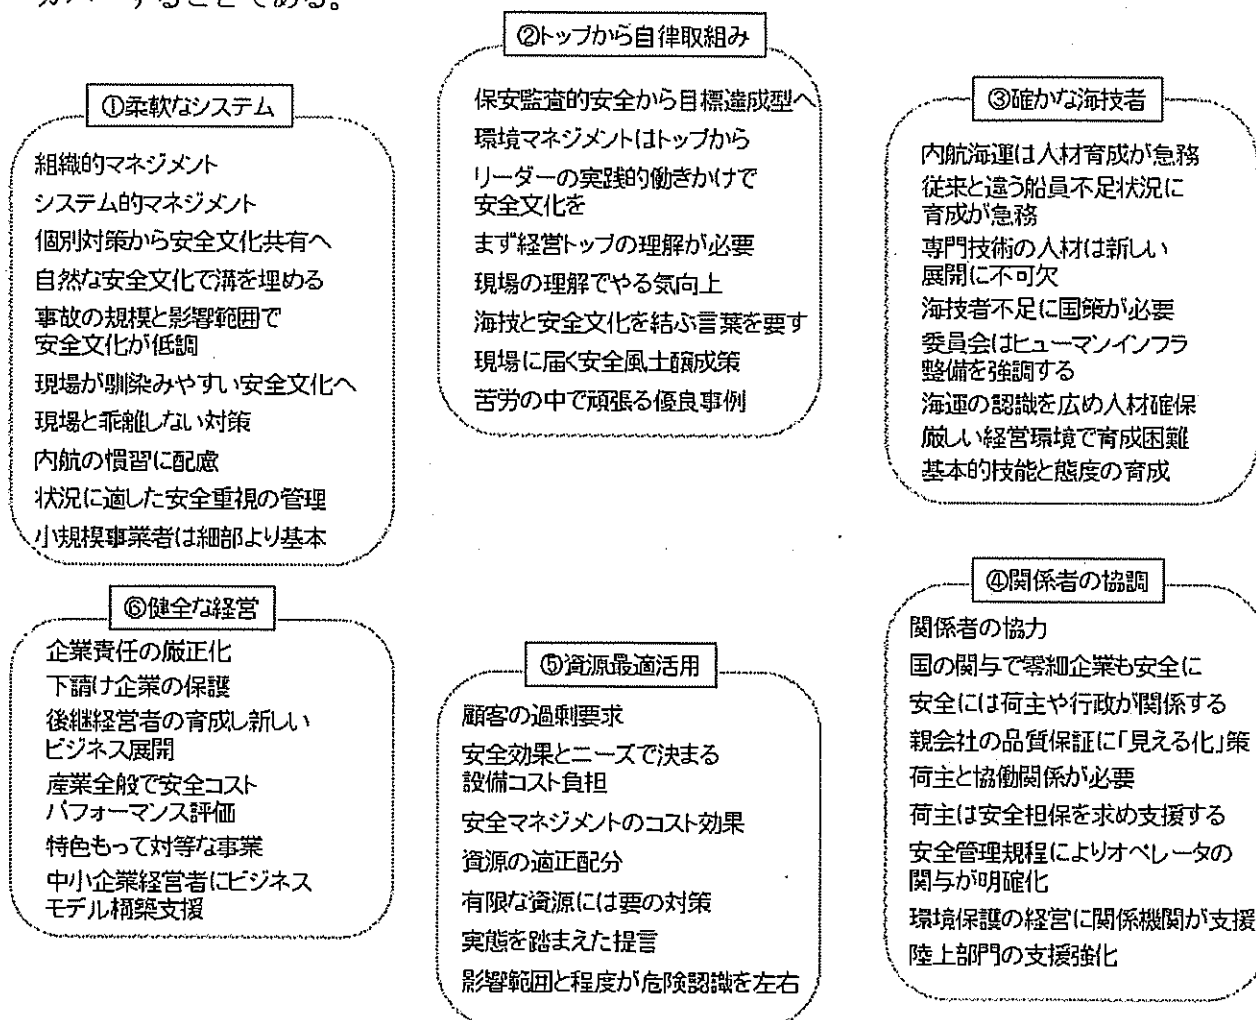 カバーすることである。
②トップから自律取組み
保安監査的安全から目標達成型へ
環境マネジメントはトップから
リーダーの実践的働きかけで
安全文化を
まず経営トップの理解が必要
現場の理解でやる気向上
海技と安全文化を結ぶ言葉を要す
現場に届く安全風土醸成策
苦労の中で頑張る優良事例
①柔軟なシステム
組織的マネジメント
システム的マネジメント
個別対策から安全文化共有へ
自然な安全文化で溝を埋める
事故の規模と影響範囲で
安全文化が低調
現場が馴染みやすい安全文化へ
現場と乖離しない対策
内航の慣習に配慮
状況に適した安全重視の管理
小規模事業者は細部より基本
③確かな海技者
内航海運は人材育成が急務
従来と違う船員不足状況に
育成が急務
専門技術の人材は新しい
展開に不可欠
海技者不足に国策が必要
委員会はヒューマンインフラ
整備を強調する
海運の認識を広め人材確保
厳しい経営環境で育成困難
基本的技能と態度の育成
⑥健全な経営
企業責任の厳正化
下請け企業の保護
後継経営者の育成し新しい
ビジネス展開
産業全般で安全コスト
パフォーマンス評価
特色もって対等な事業
中小企業経営者にビジネス
モデル構築支援
⑤資源最適活用
顧客の過剰要求
安全効果とニーズで決まる
設備コスト負担
安全マネジメントのコスト効果
資源の適正配分
有限な資源には要の対策
実態を踏まえた提言
影響範囲と程度が危険認識を左右
④関係者の協調
関係者の協力
国の関与で零細企業も安全に
安全には荷主や行政が関係する
親会社の品質保証に「見える化」策
荷主と協働関係が必要
荷主は安全担保を求め支援する
安全管理規程によりオペレータの
関与が明確化
環境保護の経営に関係機関が支援
陸上部門の支援強化